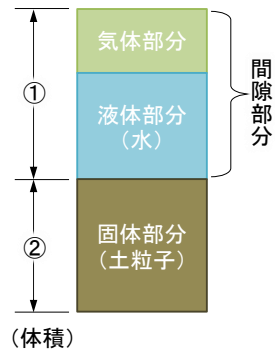 気体部分
①
液体部分
（水）
間隙部分
②
固体部分
（土粒子）
（体積）